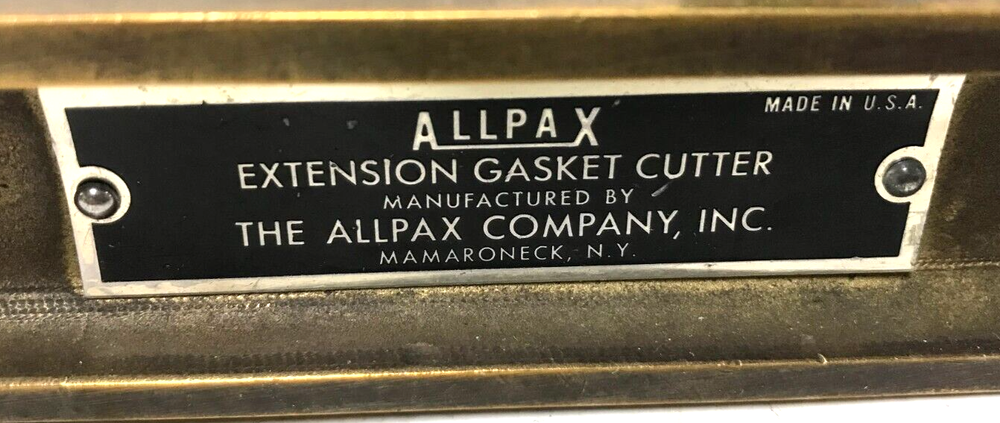 MADE IN U.S.A.
ALLPAX
EXTENSION GASKET CUTTER
MANUFACTURED BY
THE ALLPAX COMPANY, INC.
MAMARONECK, N.Y.